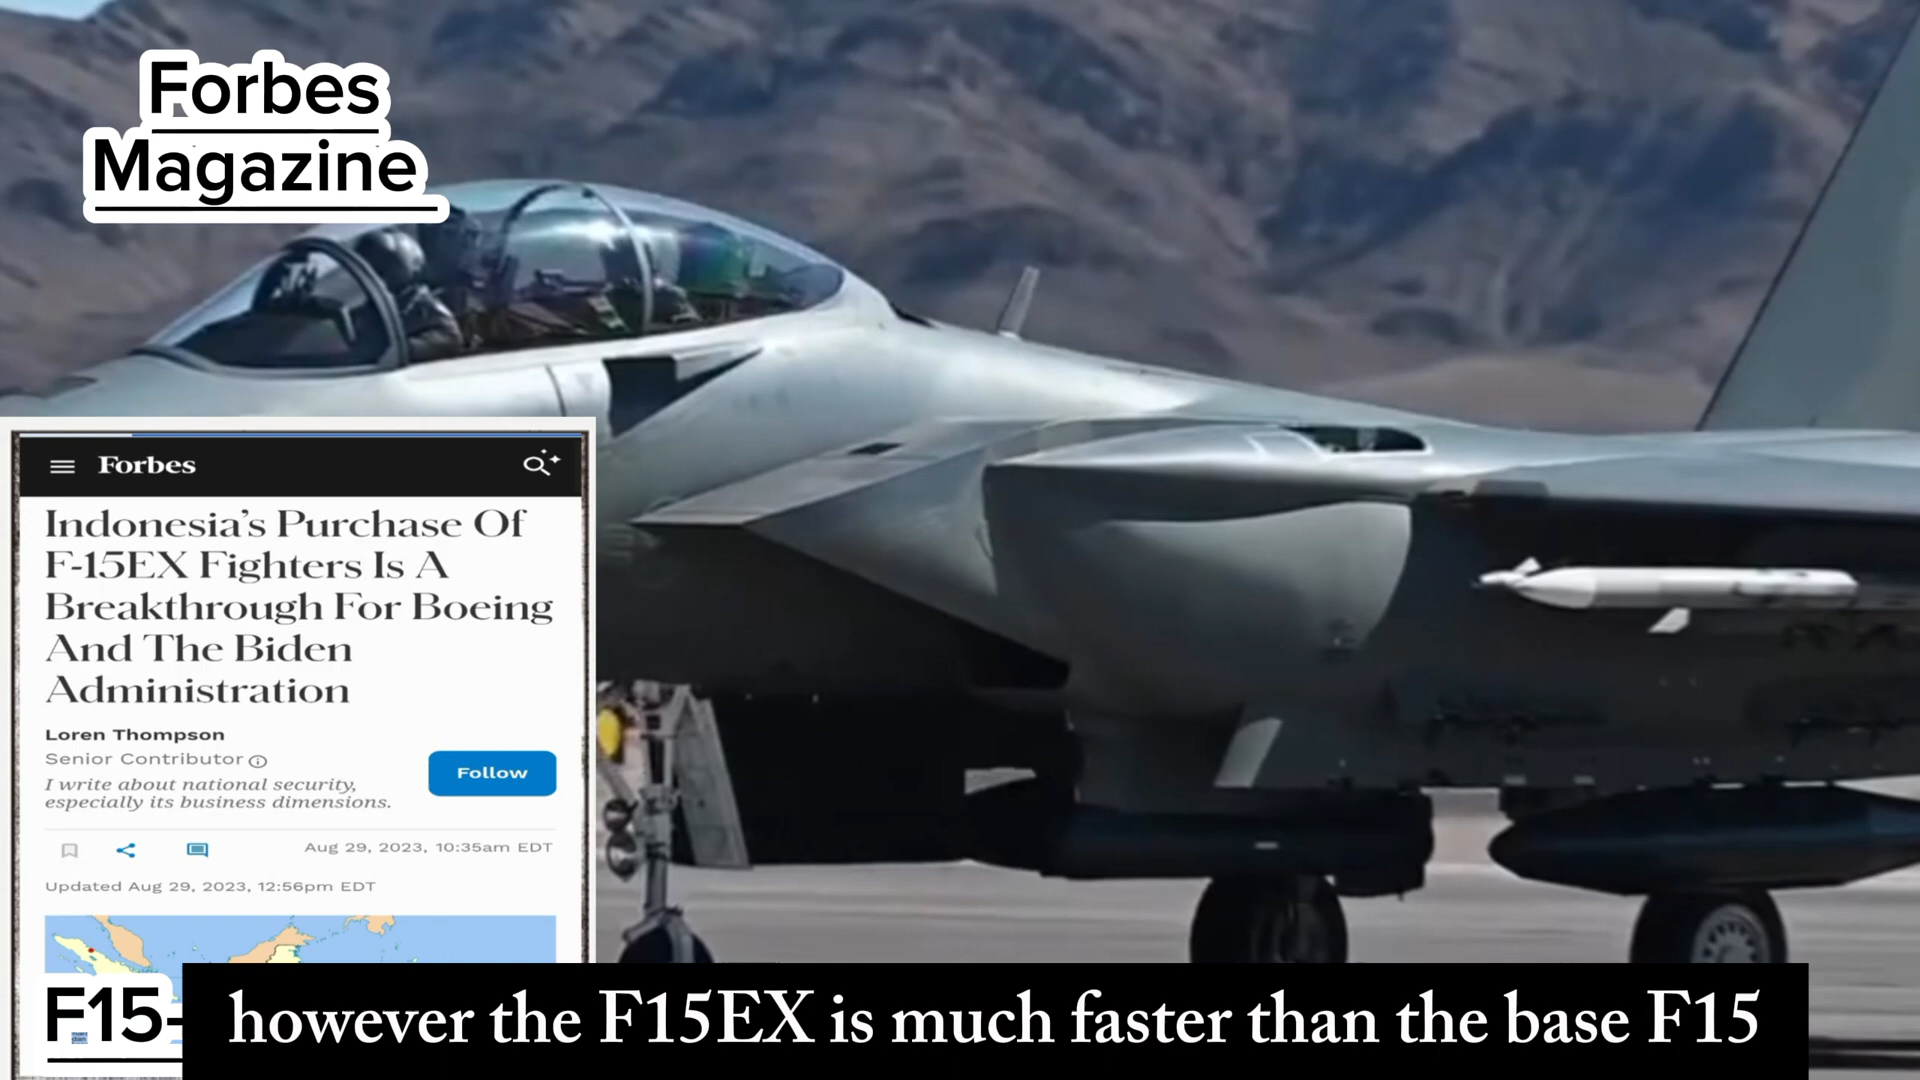 Forbes
Magazine
Forbes
Indonesia's Purchase Of
F-15EX Fighters Is A
Breakthrough For Boeing
And The Biden
Administration
Loren Thompson
Senior Contributor
I write about national security,
especially its business dimensions.
Follow
Aug 29, 2023, 10:35am EDT
Updated Aug 29, 2023, 12:56pm EDT
F15-
however the F15EX is much faster than the base F15